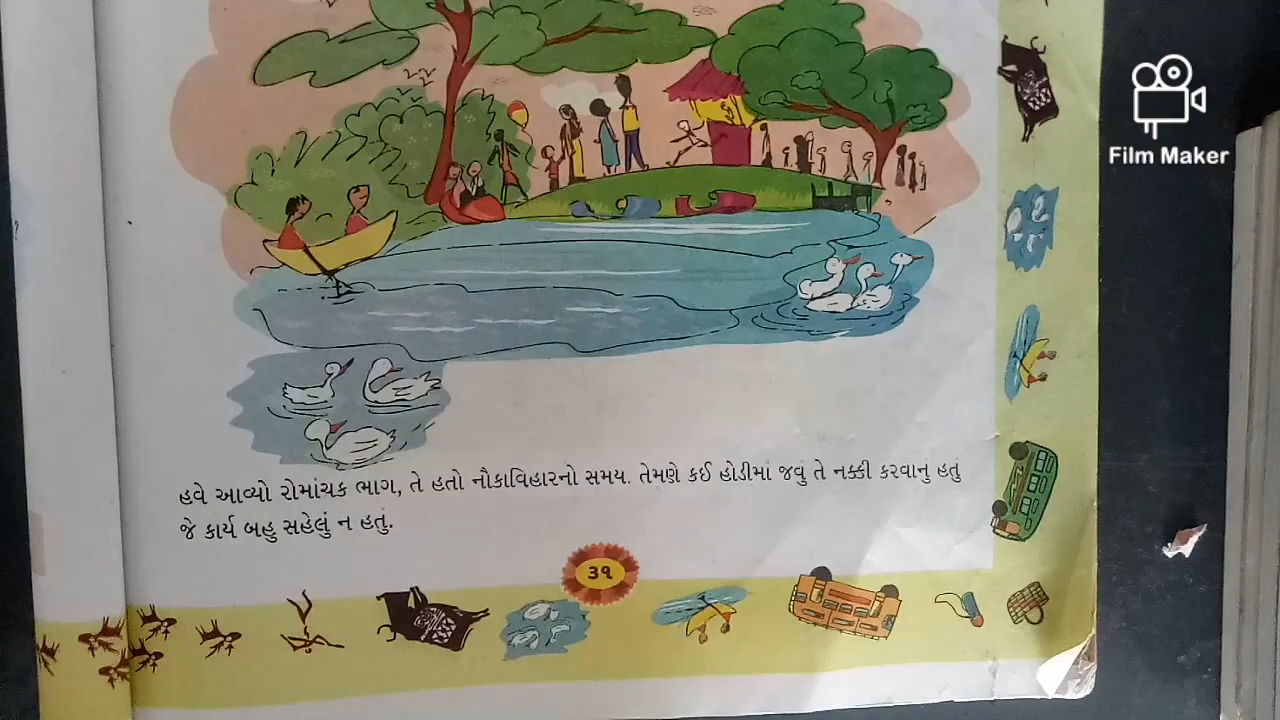 Film Maker
હવે આવ્યો રોમાંચક ભાગ, તે હતો નૌકાવિહારનો સમય. તેમણે કઈ હોડીમાં જવું તે નક્કી કરવાનું હતું
જે કાર્ય બહુ સહેલું ન હતું.
૩૧